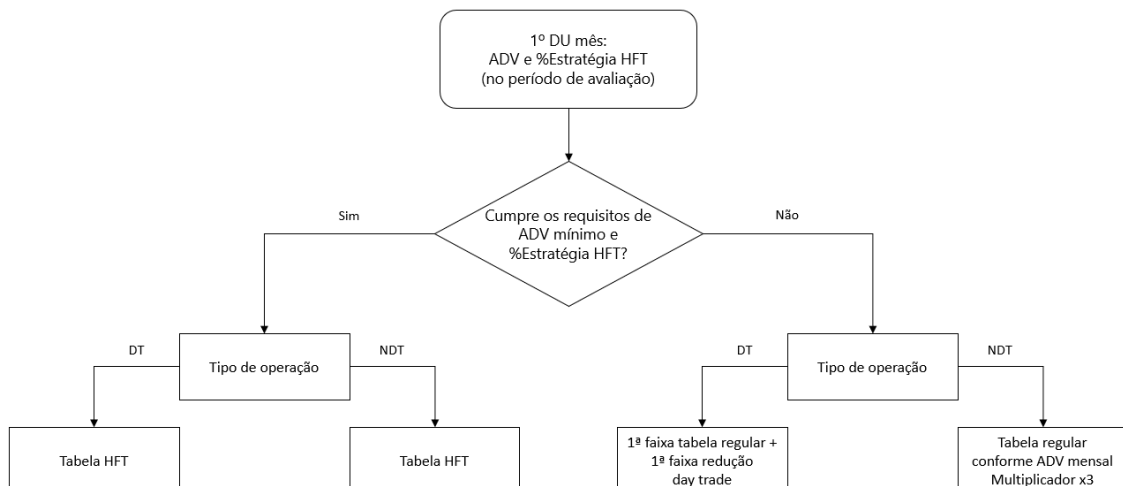 1º DU mês:
ADV e %Estratégia HFT
(no período de avaliação)
Sim
Cumpre os requisitos de
ADV mínimo e
%Estratégia HFT?
Não
DT
Tipo de operação
NDT
DT
Tipo de operação
NDT
Tabela HFT
Tabela HFT
1ª faixa tabela regular +
1ª faixa redução
day trade
Tabela regular
conforme ADV mensal
Multiplicador x3